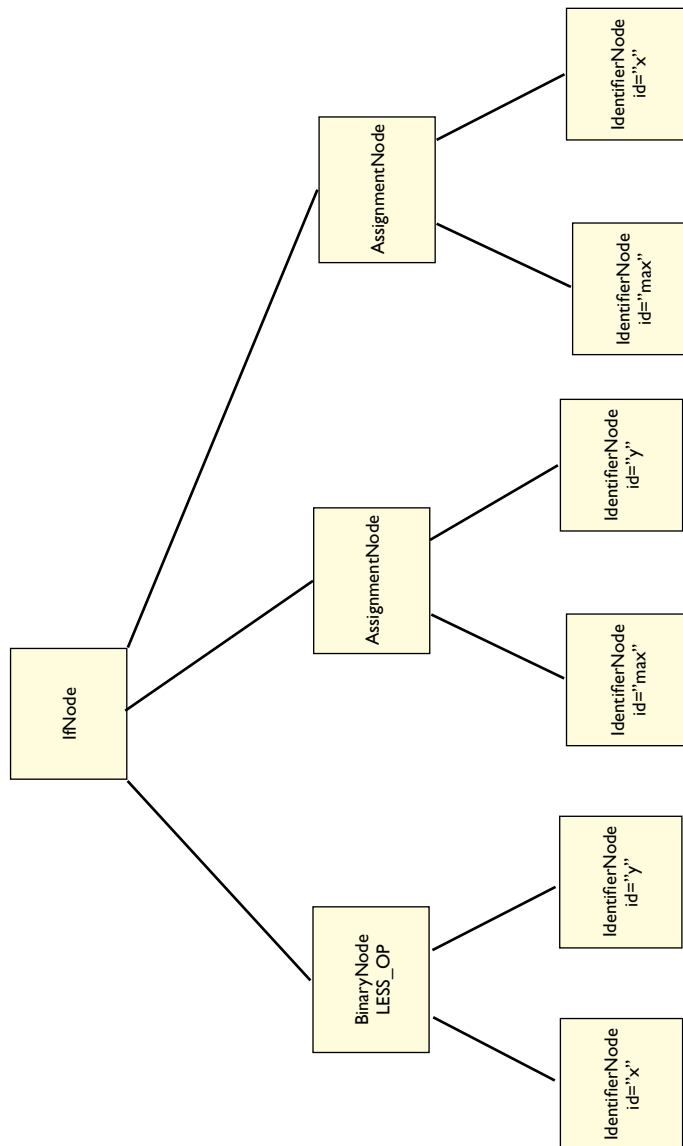 IfNode
BinaryNode
LESS_OP
AssignmentNode
AssignmentNode
IdentifierNode
id="x"
IdentifierNode
id="y"
IdentifierNode
id="max"
IdentifierNode
id="y"
IdentifierNode
id="max"
IdentifierNode
id="x"